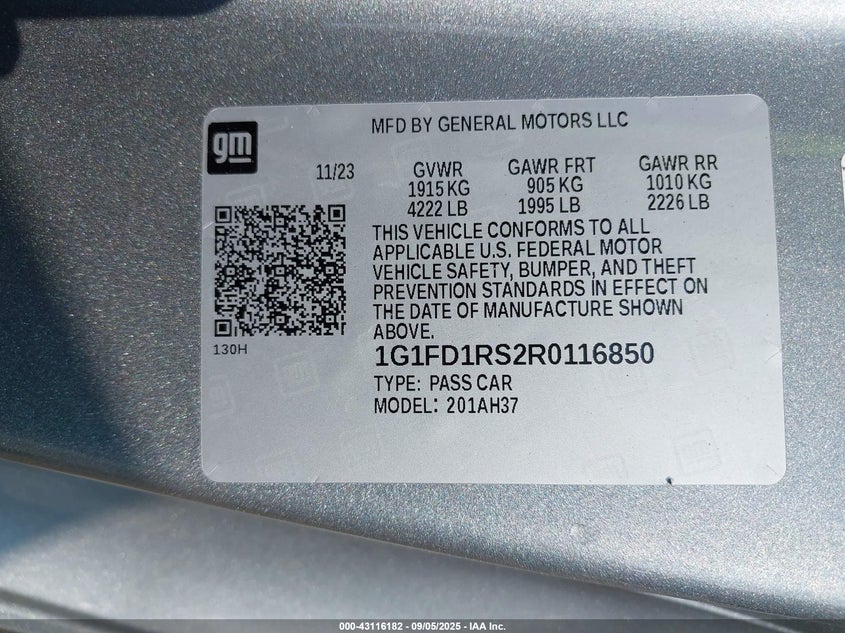 MFD BY GENERAL MOTORS LLC
gm
11/23 GVWR GAWR FRT GAWR RR
1915 KG 905 KG 1010 KG
4222 LB 1995 LB 2226 LB
THIS VEHICLE CONFORMS TO ALL
APPLICABLE U.S. FEDERAL MOTOR
VEHICLE SAFETY, BUMPER, AND THEFT
PREVENTION STANDARDS IN EFFECT ON
THE DATE OF MANUFACTURE SHOWN
ABOVE.
130H
1G1FD1RS2R0116850
TYPE: PASS CAR
MODEL: 201AH37
000-43116182 - 09/05/2025 - IAA Inc.